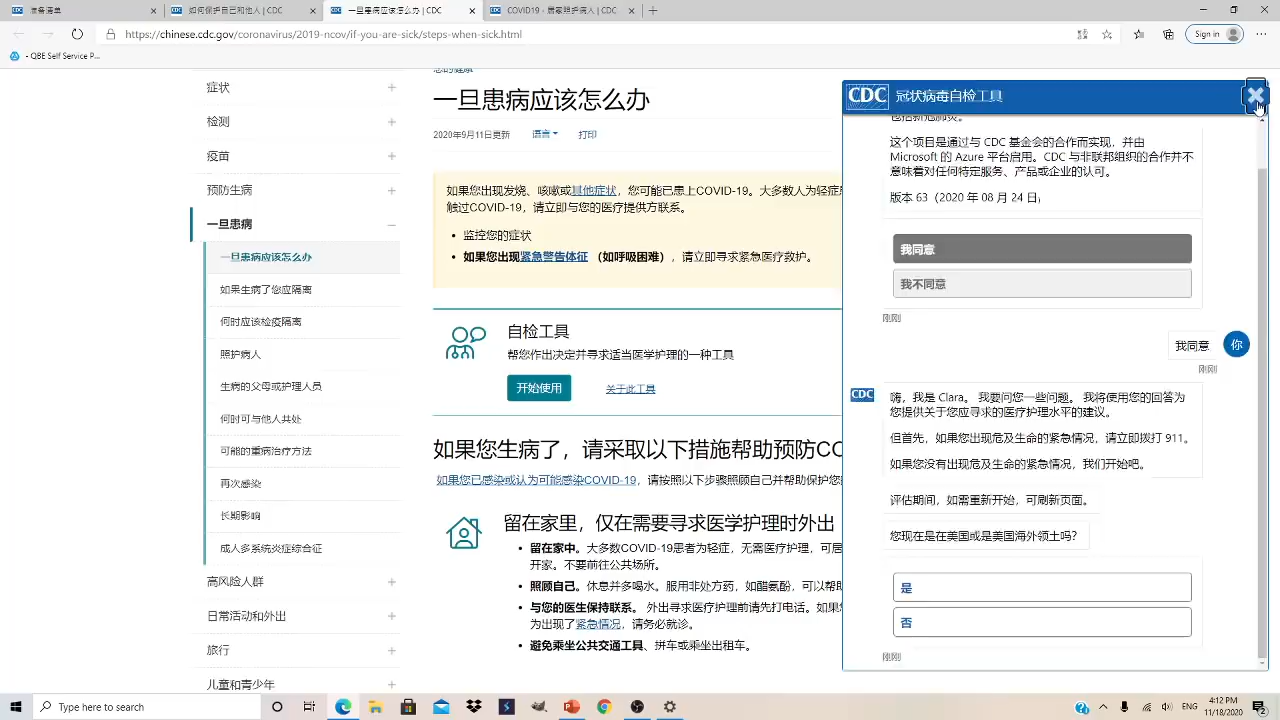 CDC
CDC 如何保护自己和他人 | CDC
CDC 一旦患病应该怎么办 | CDC
CDC COVID19 - 居家照护病人 | CDC
https://chinese.cdc.gov/coronavirus/2019-ncov/if-you-are-sick/steps-when-sick.html
Sign in
- QBE Self Service P...
症状
检测
疫苗
预防生病
一旦患病
一旦患病应该怎么办
如果生病了您应隔离
何时应该检疫隔离
照护病人
生病的父母或护理人员
何时可与他人共处
可能的重病治疗方法
再次感染
长期影响
成人多系统炎症综合征
高风险人群
日常活动和外出
旅行
儿童和青少年
您的健康
一旦患病应该怎么办
2020年9月11日更新 语言 打印
如果您出现发烧、咳嗽或其他症状，您可能已患上COVID-19。大多数人为轻症
触过COVID-19，请立即与您的医疗提供方联系。
• 监控您的症状
• 如果您出现紧急警告体征 （如呼吸困难），请立即寻求紧急医疗救护。
自检工具
帮您作出决定并寻求适当医学护理的一种工具
开始使用 关于此工具
如果您生病了，请采取以下措施帮助预防CO
如果您已感染或认为可能感染COVID-19，请按照以下步骤照顾自己并帮助保护您
留在家里，仅在需要寻求医学护理时外出
• 留在家中。大多数COVID-19患者为轻症，无需医疗护理，可居
开家。不要前往公共场所。
• 照顾自己。休息并多喝水。服用非处方药，如醋氨酚，可以帮
• 与您的医生保持联系。 外出寻求医疗护理前请先打电话。如果
为出现了紧急情况，请务必就诊。
• 避免乘坐公共交通工具、拼车或乘坐出租车。
CDC 冠状病毒自检工具
包括新冠肺炎。
这个项目是通过与 CDC 基金会的合作而实现，并由
Microsoft 的 Azure 平台启用。CDC 与非联邦组织的合作并不
意味着对任何特定服务、产品或企业的认可。
版本 63（2020 年 08 月 24 日）
我同意
我不同意
刚刚
我同意 你
刚刚
CDC
嗨，我是 Clara。 我要问您一些问题。 我将使用您的回答为
您提供关于您应寻求的医疗护理水平的建议。
但首先，如果您出现危及生命的紧急情况，请立即拨打 911。
如果您没有出现危及生命的紧急情况，我们开始吧。
评估期间，如需重新开始，可刷新页面。
您现在是在美国或是美国海外领土吗?
是
否
刚刚
Type here to search
ENG
4:12 PM
11/18/2020